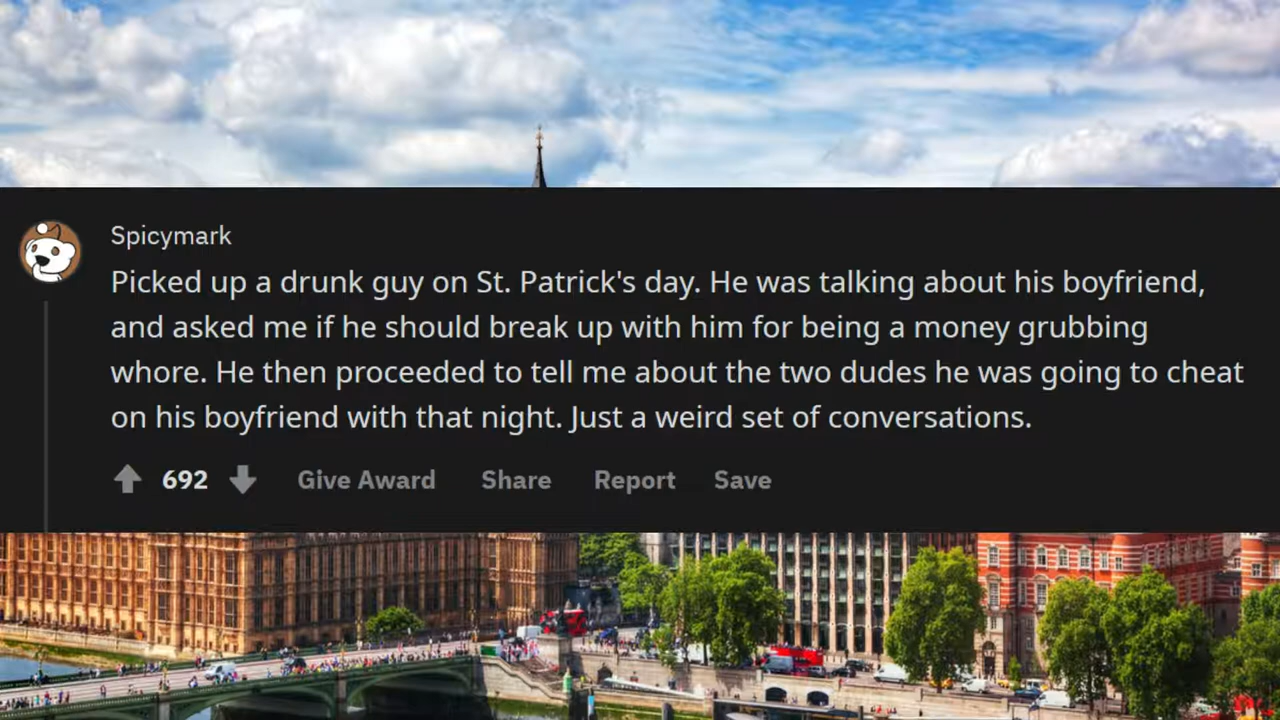 Spicymark
Picked up a drunk guy on St. Patrick's day. He was talking about his boyfriend,
and asked me if he should break up with him for being a money grubbing
whore. He then proceeded to tell me about the two dudes he was going to cheat
on his boyfriend with that night. Just a weird set of conversations.
692 Give Award Share Report Save